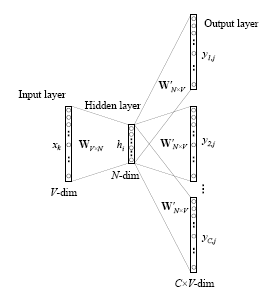 Output layer
y1,j
W'N×V
Input layer
Hidden layer
xk
WV×N
hi
W'N×V
y2,j
N-dim
V-dim
W'N×V
yC,j
C×V-dim